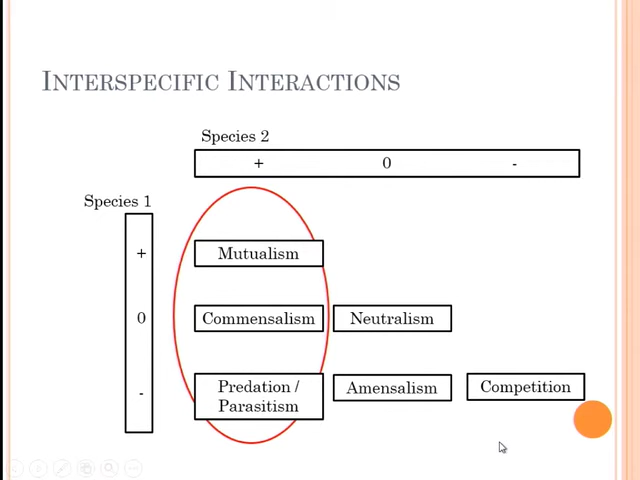 INTERSPECIFIC INTERACTIONS
Species 2
+ 0 -
Species 1
+ Mutualism
0 Commensalism Neutralism
- Predation / Amensalism Competition
Parasitism